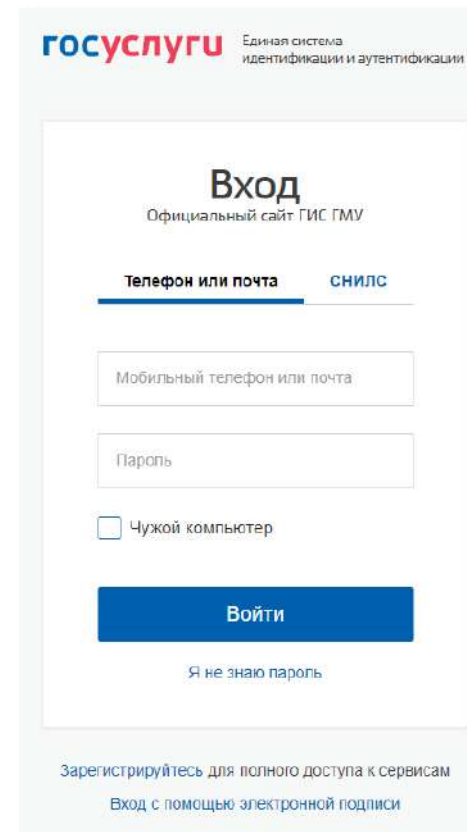 госуслуги
Единая система
идентификации и аутентификации
Вход
Официальный сайт ГИС ГМУ
Телефон или почта СНИЛС
Мобильный телефон или почта
Пароль
Чужой компьютер
Войти
Я не знаю пароль
Зарегистрируйтесь для полного доступа к сервисам
Вход с помощью электронной подписи